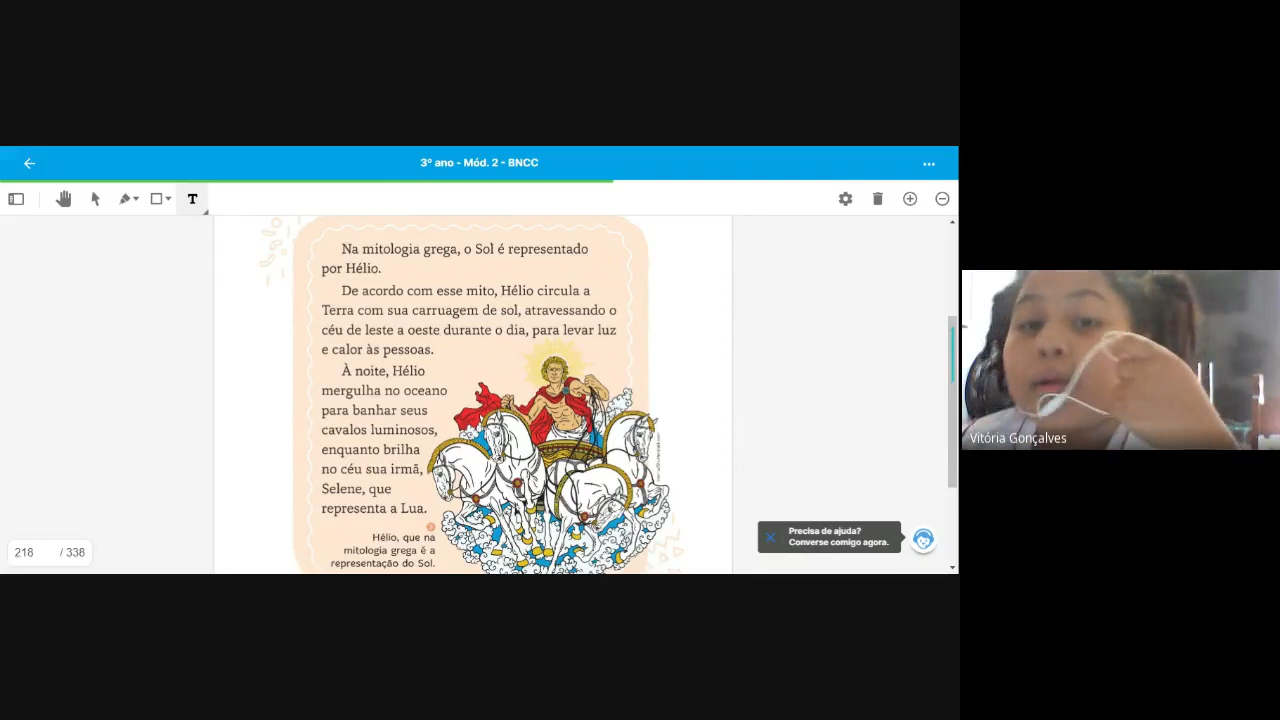 3º ano - Mód. 2 - BNCC
T
Na mitologia grega, o Sol é representado
por Hélio.
De acordo com esse mito, Hélio circula a
Terra com sua carruagem de sol, atravessando o
céu de leste a oeste durante o dia, para levar luz
e calor às pessoas.
À noite, Hélio
mergulha no oceano
para banhar seus
cavalos luminosos,
enquanto brilha
no céu sua irmã,
Selene, que
representa a Lua.
Hélio, que na
mitologia grega é a
representação do Sol.
218 / 338
Precisa de ajuda?
Converse comigo agora.
Vitória Gonçalves